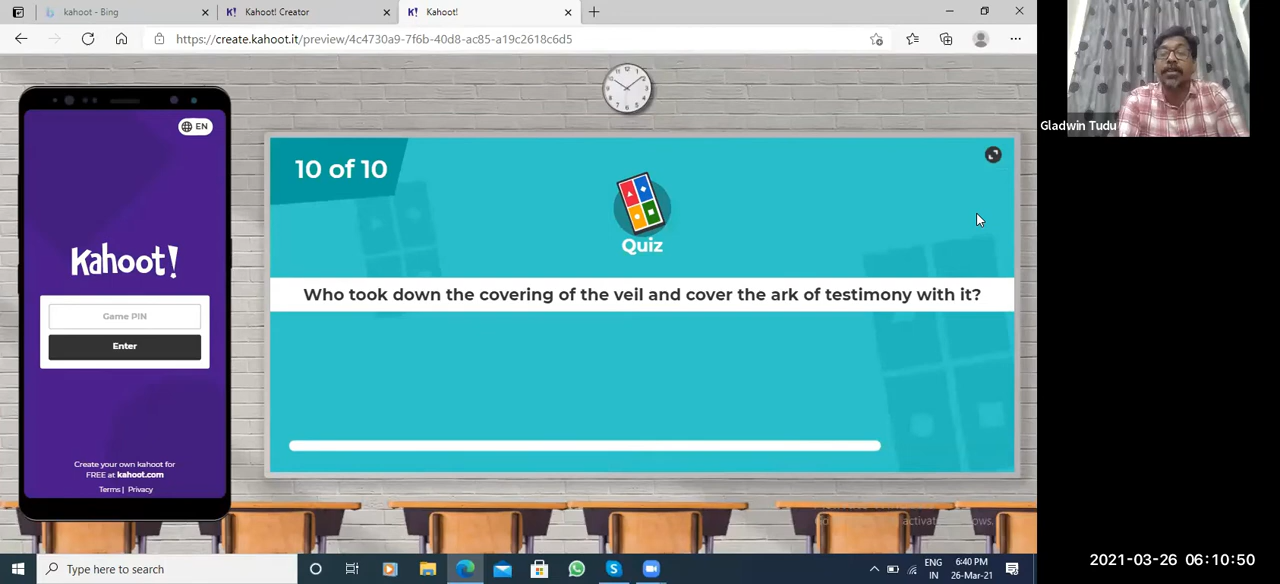 kahoot - Bing
K! Kahoot! Creator
K! Kahoot!
https://create.kahoot.it/preview/4c4730a9-7f6b-40d8-ac85-a19c2618c6d5
Gladwin Tudu
EN
10 of 10
Kahoot!
Quiz
Who took down the covering of the veil and cover the ark of testimony with it?
Game PIN
Enter
Create your own kahoot for
FREE at kahoot.com
Terms | Privacy
Type here to search
ENG
IN
6:40 PM
26-Mar-21
2021-03-26 06:10:50